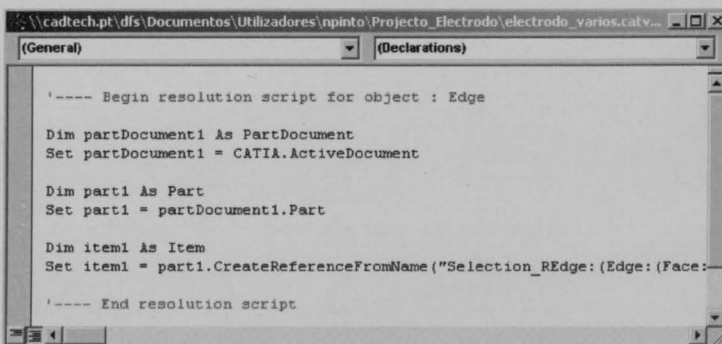 \\cadtech.pt\dfs\Documentos\Utilizadores\npinto\Projecto_Electrodo\electrodo_varios.catv...
(General) (Declarations)
'---- Begin resolution script for object : Edge
Dim partDocument1 As PartDocument
Set partDocument1 = CATIA.ActiveDocument
Dim part1 As Part
Set part1 = partDocument1.Part
Dim item1 As Item
Set item1 = part1.CreateReferenceFromName("Selection_REdge:(Edge:(Face:
'---- End resolution script